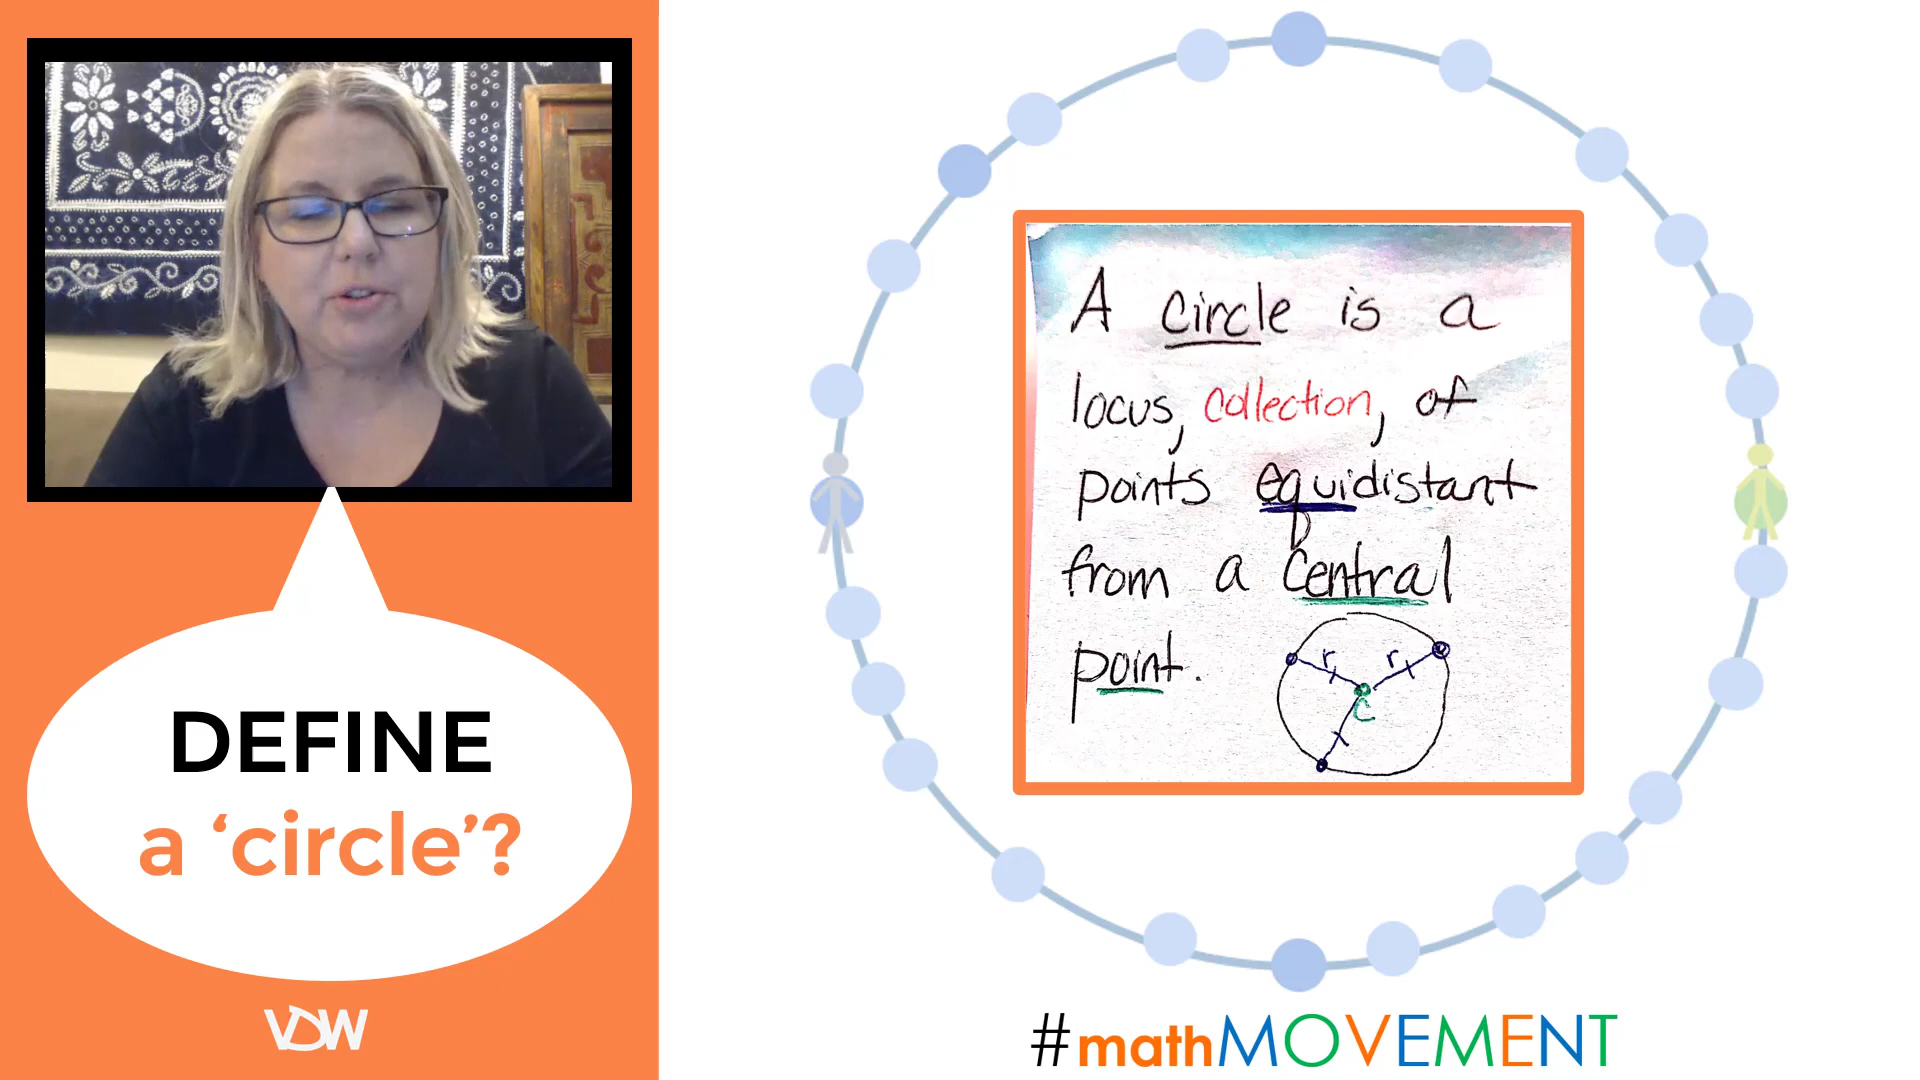 DEFINE
a ‘circle’?
VDW
A circle is a
locus, collection, of
points equidistant
from a central
point.
r r
C
#mathMOVEMENT